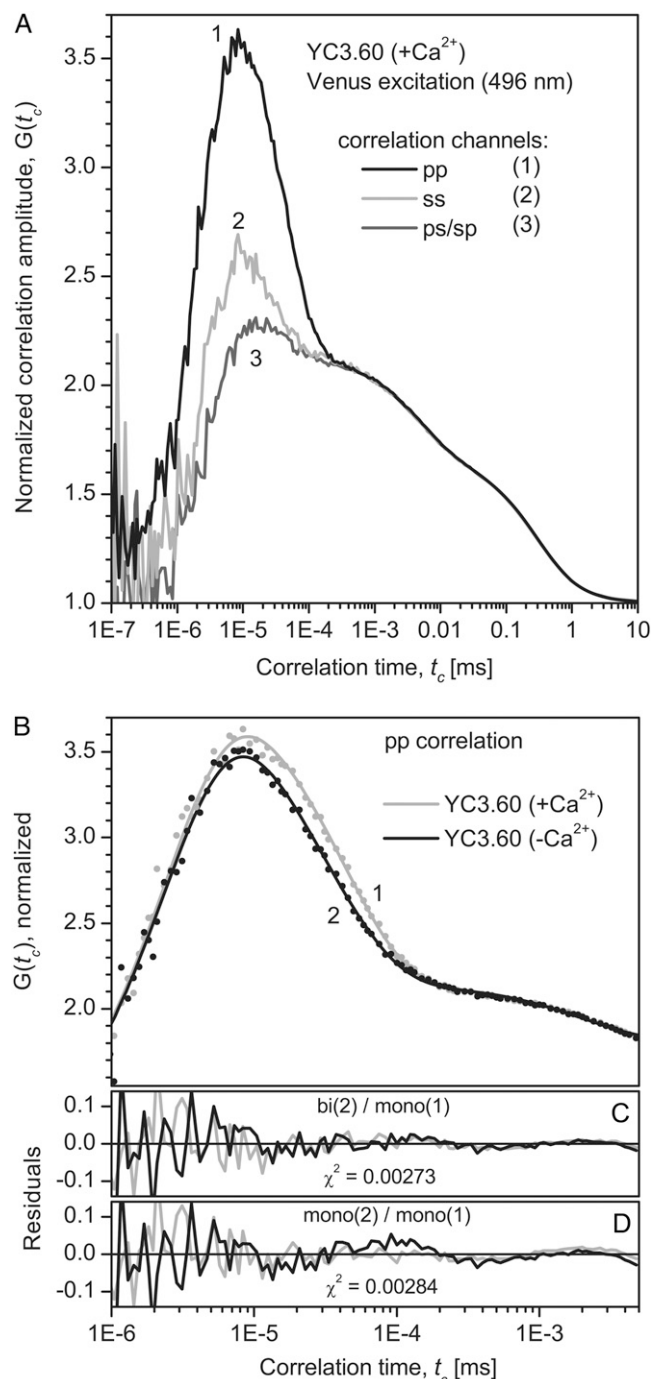 A
YC3.60 (+Ca²⁺)
Venus excitation (496 nm)
correlation channels:
pp (1)
ss (2)
ps/sp (3)
1
2
3
Normalized correlation amplitude, G(t_c)
3.5
3.0
2.5
2.0
1.5
1.0
1E-7 1E-6 1E-5 1E-4 1E-3 0.01 0.1 1 10
Correlation time, t_c [ms]
B
pp correlation
YC3.60 (+Ca²⁺)
YC3.60 (-Ca²⁺)
1
2
G(t_c), normalized
3.5
3.0
2.5
2.0
bi(2) / mono(1)
C
χ² = 0.00273
0.1
0.0
-0.1
mono(2) / mono(1)
D
χ² = 0.00284
0.1
0.0
-0.1
Residuals
1E-6 1E-5 1E-4 1E-3
Correlation time, t_c [ms]